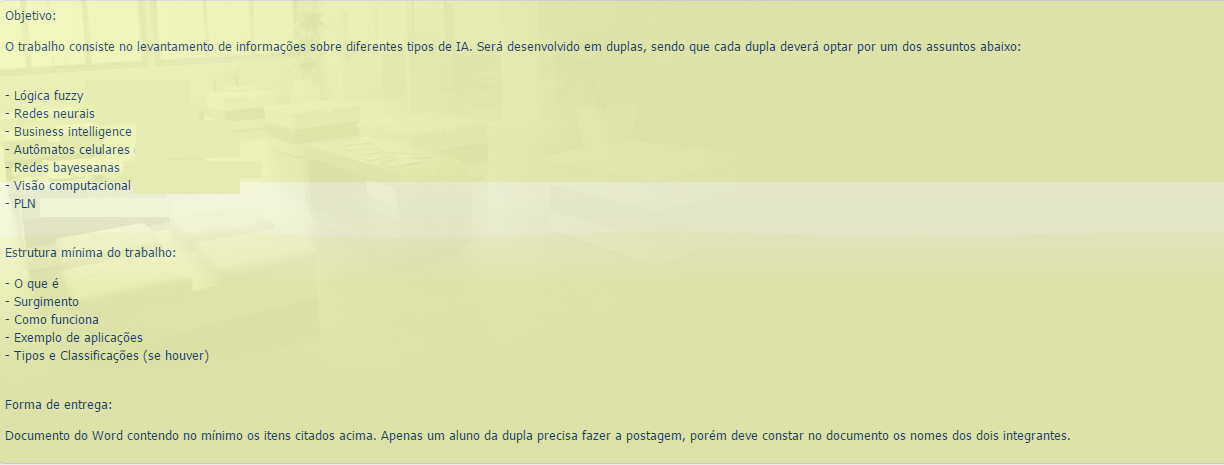 Objetivo:
O trabalho consiste no levantamento de informações sobre diferentes tipos de IA. Será desenvolvido em duplas, sendo que cada dupla deverá optar por um dos assuntos abaixo:
- Lógica fuzzy
- Redes neurais
- Business intelligence
- Autômatos celulares
- Redes bayeseanas
- Visão computacional
- PLN
Estrutura mínima do trabalho:
- O que é
- Surgimento
- Como funciona
- Exemplo de aplicações
- Tipos e Classificações (se houver)
Forma de entrega:
Documento do Word contendo no mínimo os itens citados acima. Apenas um aluno da dupla precisa fazer a postagem, porém deve constar no documento os nomes dos dois integrantes.